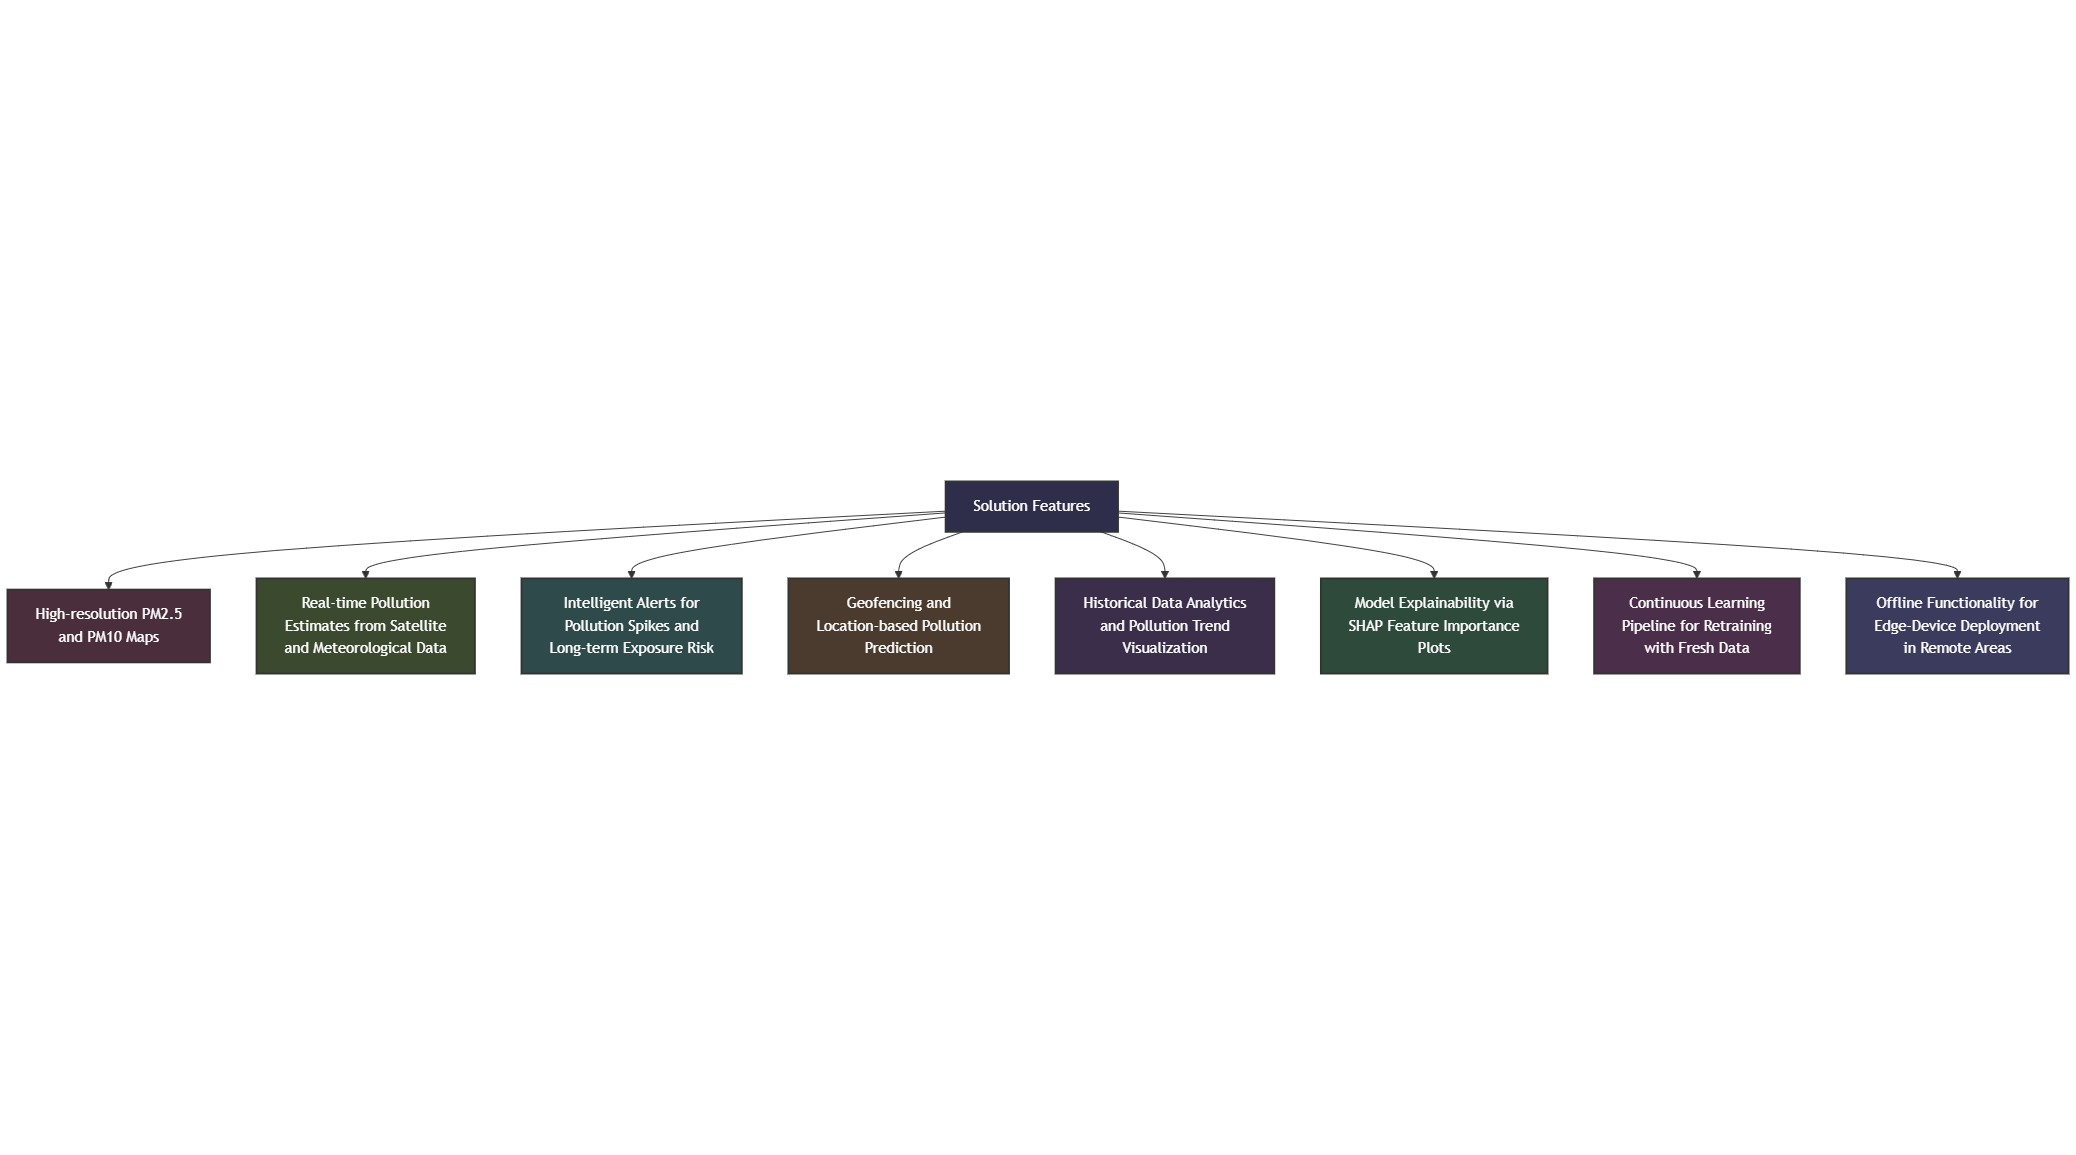 Solution Features
High-resolution PM2.5
and PM10 Maps
Real-time Pollution
Estimates from Satellite
and Meteorological Data
Intelligent Alerts for
Pollution Spikes and
Long-term Exposure Risk
Geofencing and
Location-based Pollution
Prediction
Historical Data Analytics
and Pollution Trend
Visualization
Model Explainability via
SHAP Feature Importance
Plots
Continuous Learning
Pipeline for Retraining
with Fresh Data
Offline Functionality for
Edge-Device Deployment
in Remote Areas